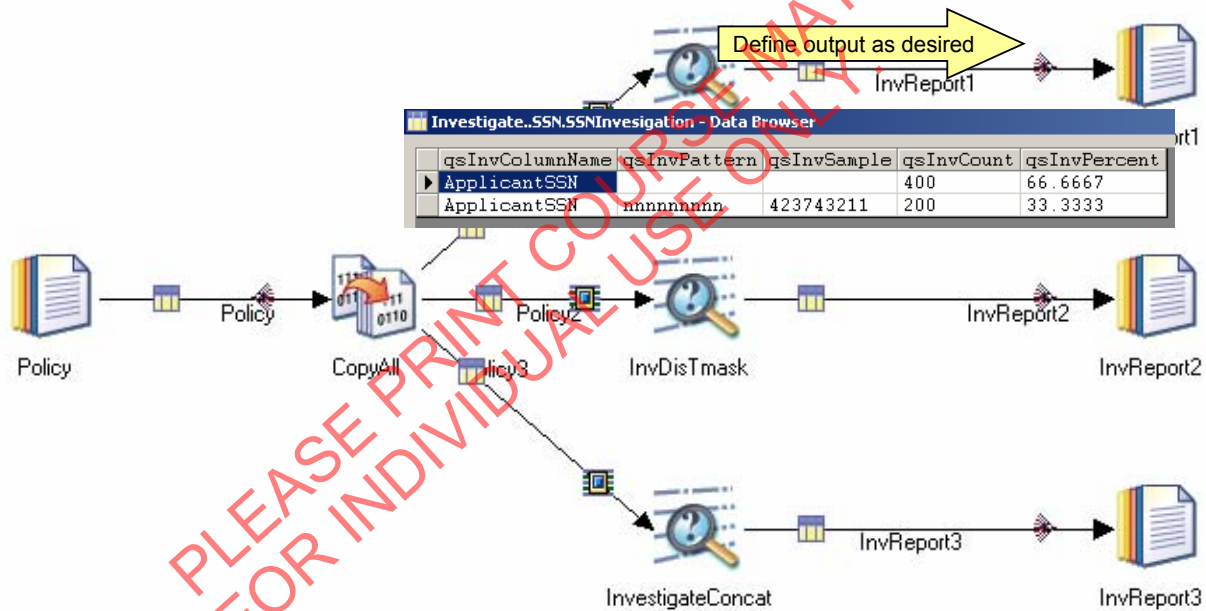 Define output as desired
InvReport1
Investigate..SSN.SSNInvesigation - Data Browser
qsInvColumnName qsInvPattern qsInvSample qsInvCount qsInvPercent
ApplicantSSN 400 66.6667
ApplicantSSN nnnnnnnnn 423743211 200 33.3333
Policy
Policy2
InvReport2
Policy
CopyAll
InvDisTmask
InvReport2
InvReport3
InvestigateConcat
InvReport3
PLEASE PRINT COURSE
FOR INDIVIDUAL USE ONLY.